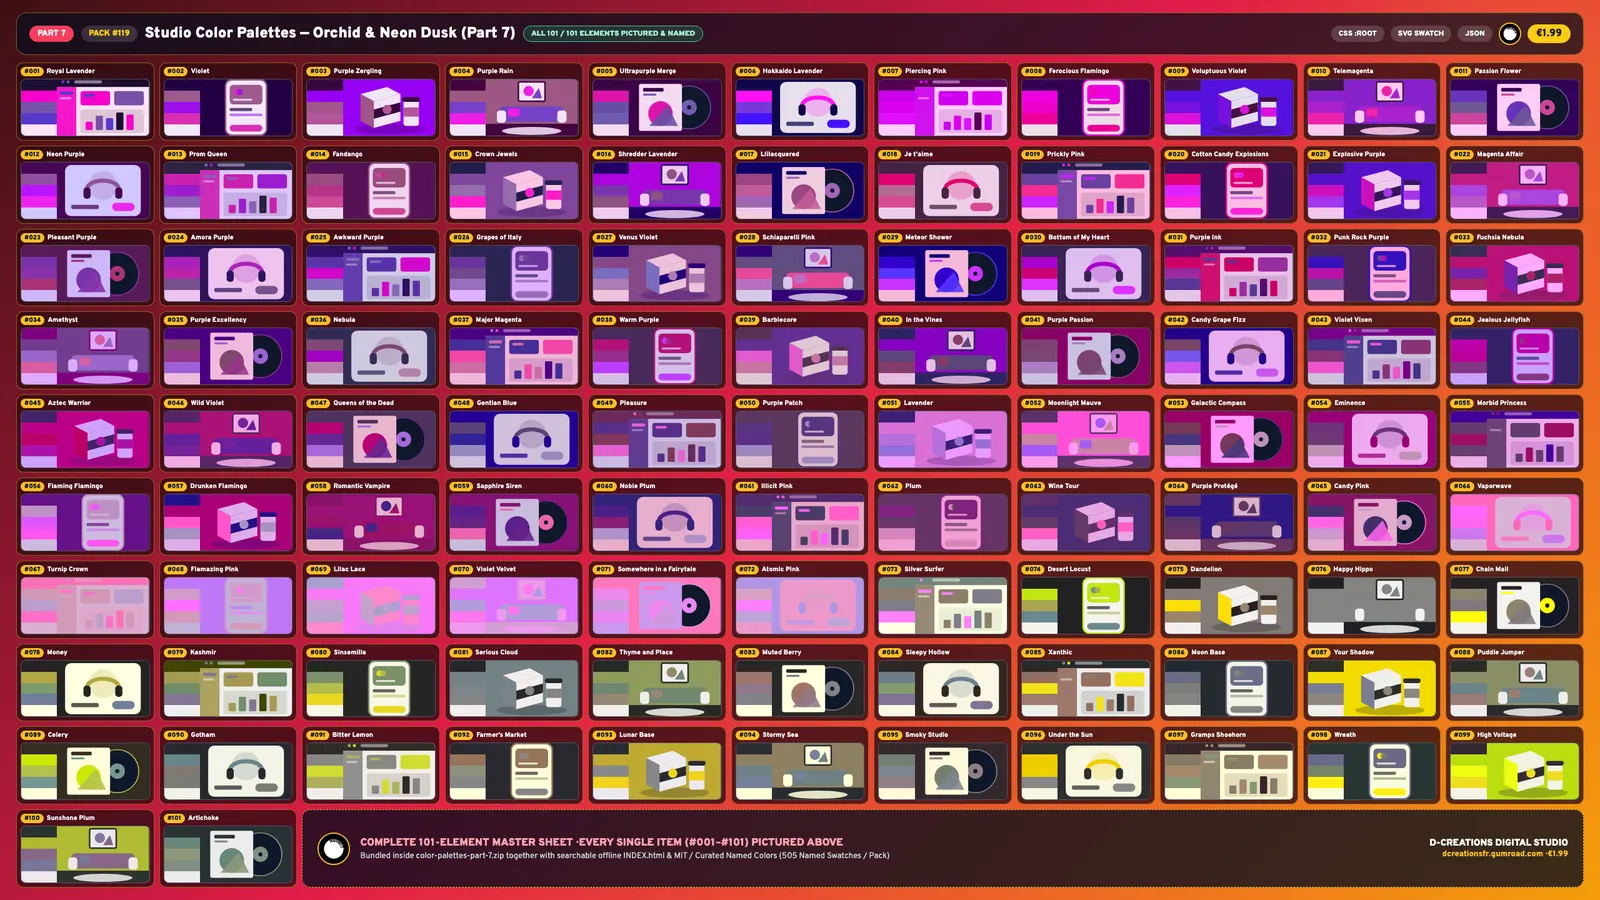 PART 7 PACK #119 Studio Color Palettes – Orchid & Neon Dusk (Part 7) ALL 101 / 101 ELEMENTS PICTURED & NAMED CSS :ROOT SVG SWATCH JSON €1.99
#001 Royal Lavender #002 Violet #003 Purple Zergling #004 Purple Rain #005 Ultrapurple Merge #006 Hokkaido Lavender #007 Piercing Pink #008 Ferocious Flamingo #009 Voluptuous Violet #010 Telemagenta #011 Passion Flower
#012 Neon Purple #013 Prom Queen #014 Fandango #015 Crown Jewels #016 Shredder Lavender #017 Lilacquered #018 Je t'aime #019 Prickly Pink #020 Cotton Candy Explosions #021 Explosive Purple #022 Magenta Affair
#023 Pleasant Purple #024 Amora Purple #025 Awkward Purple #026 Grapes of Italy #027 Venus Violet #028 Schiaparelli Pink #029 Meteor Shower #030 Bottom of My Heart #031 Purple Ink #032 Punk Rock Purple #033 Fuchsia Nebula
#034 Amethyst #035 Purple Excellency #036 Nebula #037 Major Magenta #038 Warm Purple #039 Barbiecore #040 In the Vines #041 Purple Passion #042 Candy Grape Fizz #043 Violet Vixen #044 Jealous Jellyfish
#045 Aztec Warrior #046 Wild Violet #047 Queens of the Dead #048 Gentian Blue #049 Pleasure #050 Purple Patch #051 Lavender #052 Moonlight Mauve #053 Galactic Compass #054 Eminence #055 Morbid Princess
#056 Flaming Flamingo #057 Drunken Flamingo #058 Romantic Vampire #059 Sapphire Siren #060 Noble Plum #061 Illicit Pink #062 Plum #063 Wine Tour #064 Purple Protégé #065 Candy Pink #066 Vaporwave
#067 Turnip Crown #068 Flamazing Pink #069 Lilac Lace #070 Violet Velvet #071 Somewhere in a Fairytale #072 Atomic Pink #073 Silver Surfer #074 Desert Locust #075 Dandelion #076 Happy Hippo #077 Chain Mail
#078 Money #079 Kashmir #080 Sinsemilla #081 Serious Cloud #082 Thyme and Place #083 Muted Berry #084 Sleepy Hollow #085 Xanthic #086 Moon Base #087 Your Shadow #088 Puddle Jumper
#089 Celery #090 Gotham #091 Bitter Lemon #092 Farmer's Market #093 Lunar Base #094 Stormy Sea #095 Smoky Studio #096 Under the Sun #097 Gramps Shoehorn #098 Wreath #099 High Voltage
#100 Sunshone Plum #101 Artichoke
COMPLETE 101-ELEMENT MASTER SHEET · EVERY SINGLE ITEM (#001–#101) PICTURED ABOVE
Bundled inside color-palettes-part-7.zip together with searchable offline INDEX.html & MIT / Curated Named Colors (505 Named Swatches / Pack)
D-CREATIONS DIGITAL STUDIO
dcreationsfr.gumroad.com · €1.99